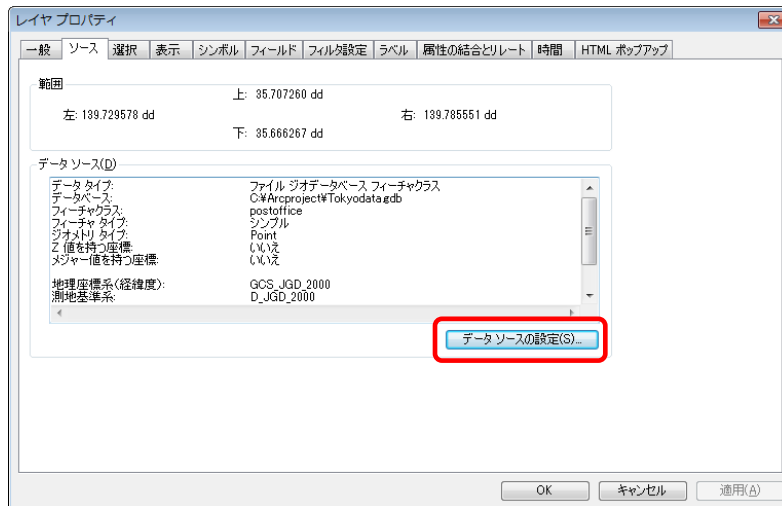 レイヤ プロパティ
一般 ソース 選択 表示 シンボル フィールド フィルタ設定 ラベル 属性の結合とリレート 時間 HTML ポップアップ
範囲
上: 35.707260 dd
左: 139.729578 dd 右: 139.785551 dd
下: 35.666267 dd
データ ソース(D)
データ タイプ: ファイル ジオデータベース フィーチャクラス
データベース: C:¥Arcproject¥Tokyodata.gdb
フィーチャクラス: postoffice
フィーチャ タイプ: シンプル
ジオメトリ タイプ: Point
Z 値を持つ座標: いいえ
メジャー値を持つ座標: いいえ
地理座標系(経緯度): GCS_JGD_2000
測地基準系: D_JGD_2000
データ ソースの設定(S)...
OK キャンセル 適用(A)